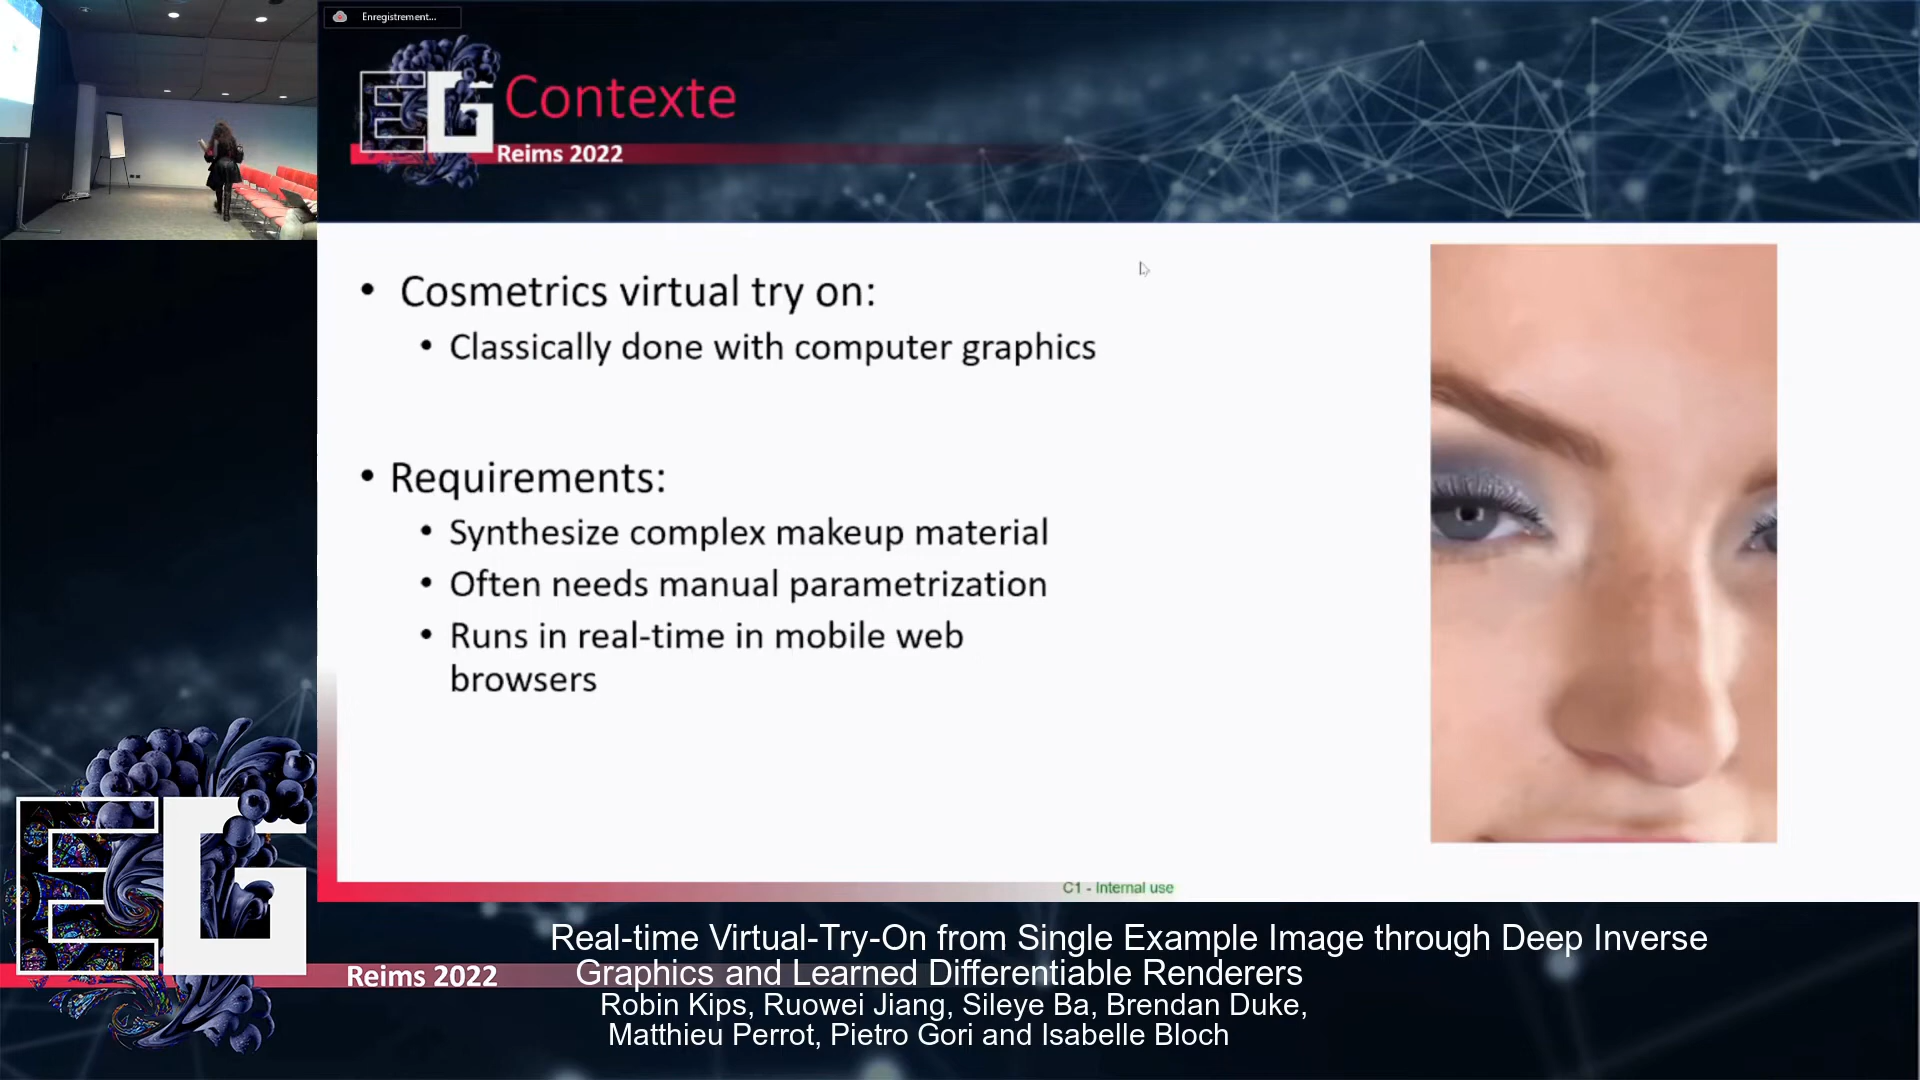 Enregistrement...
EG
Contexte
Reims 2022
• Cosmetrics virtual try on:
• Classically done with computer graphics
• Requirements:
• Synthesize complex makeup material
• Often needs manual parametrization
• Runs in real-time in mobile web
browsers
C1 - Internal use
EG
Reims 2022
Real-time Virtual-Try-On from Single Example Image through Deep Inverse
Graphics and Learned Differentiable Renderers
Robin Kips, Ruowei Jiang, Sileye Ba, Brendan Duke,
Matthieu Perrot, Pietro Gori and Isabelle Bloch